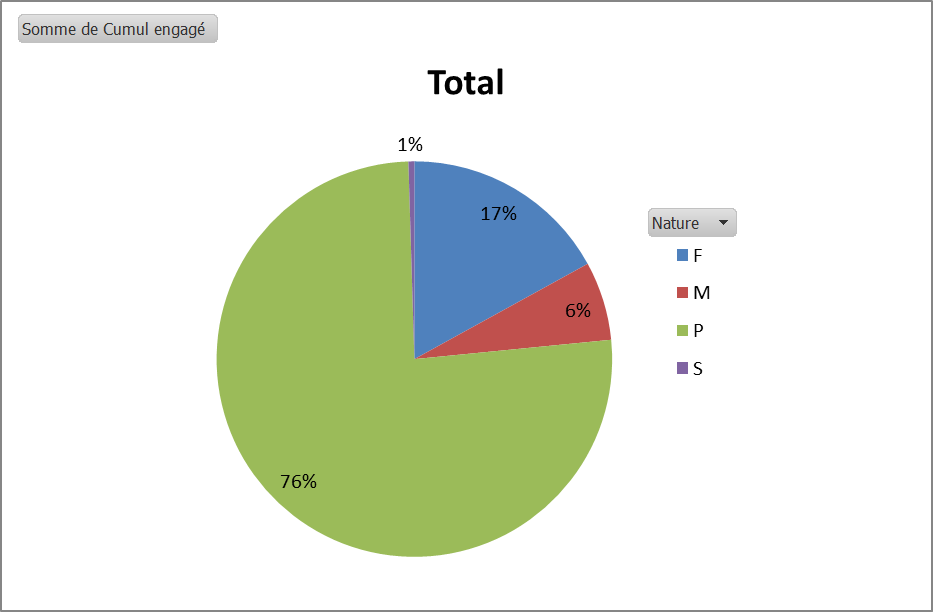 Somme de Cumul engagé
Total
1%
17%
6%
76%
Nature
F
M
P
S